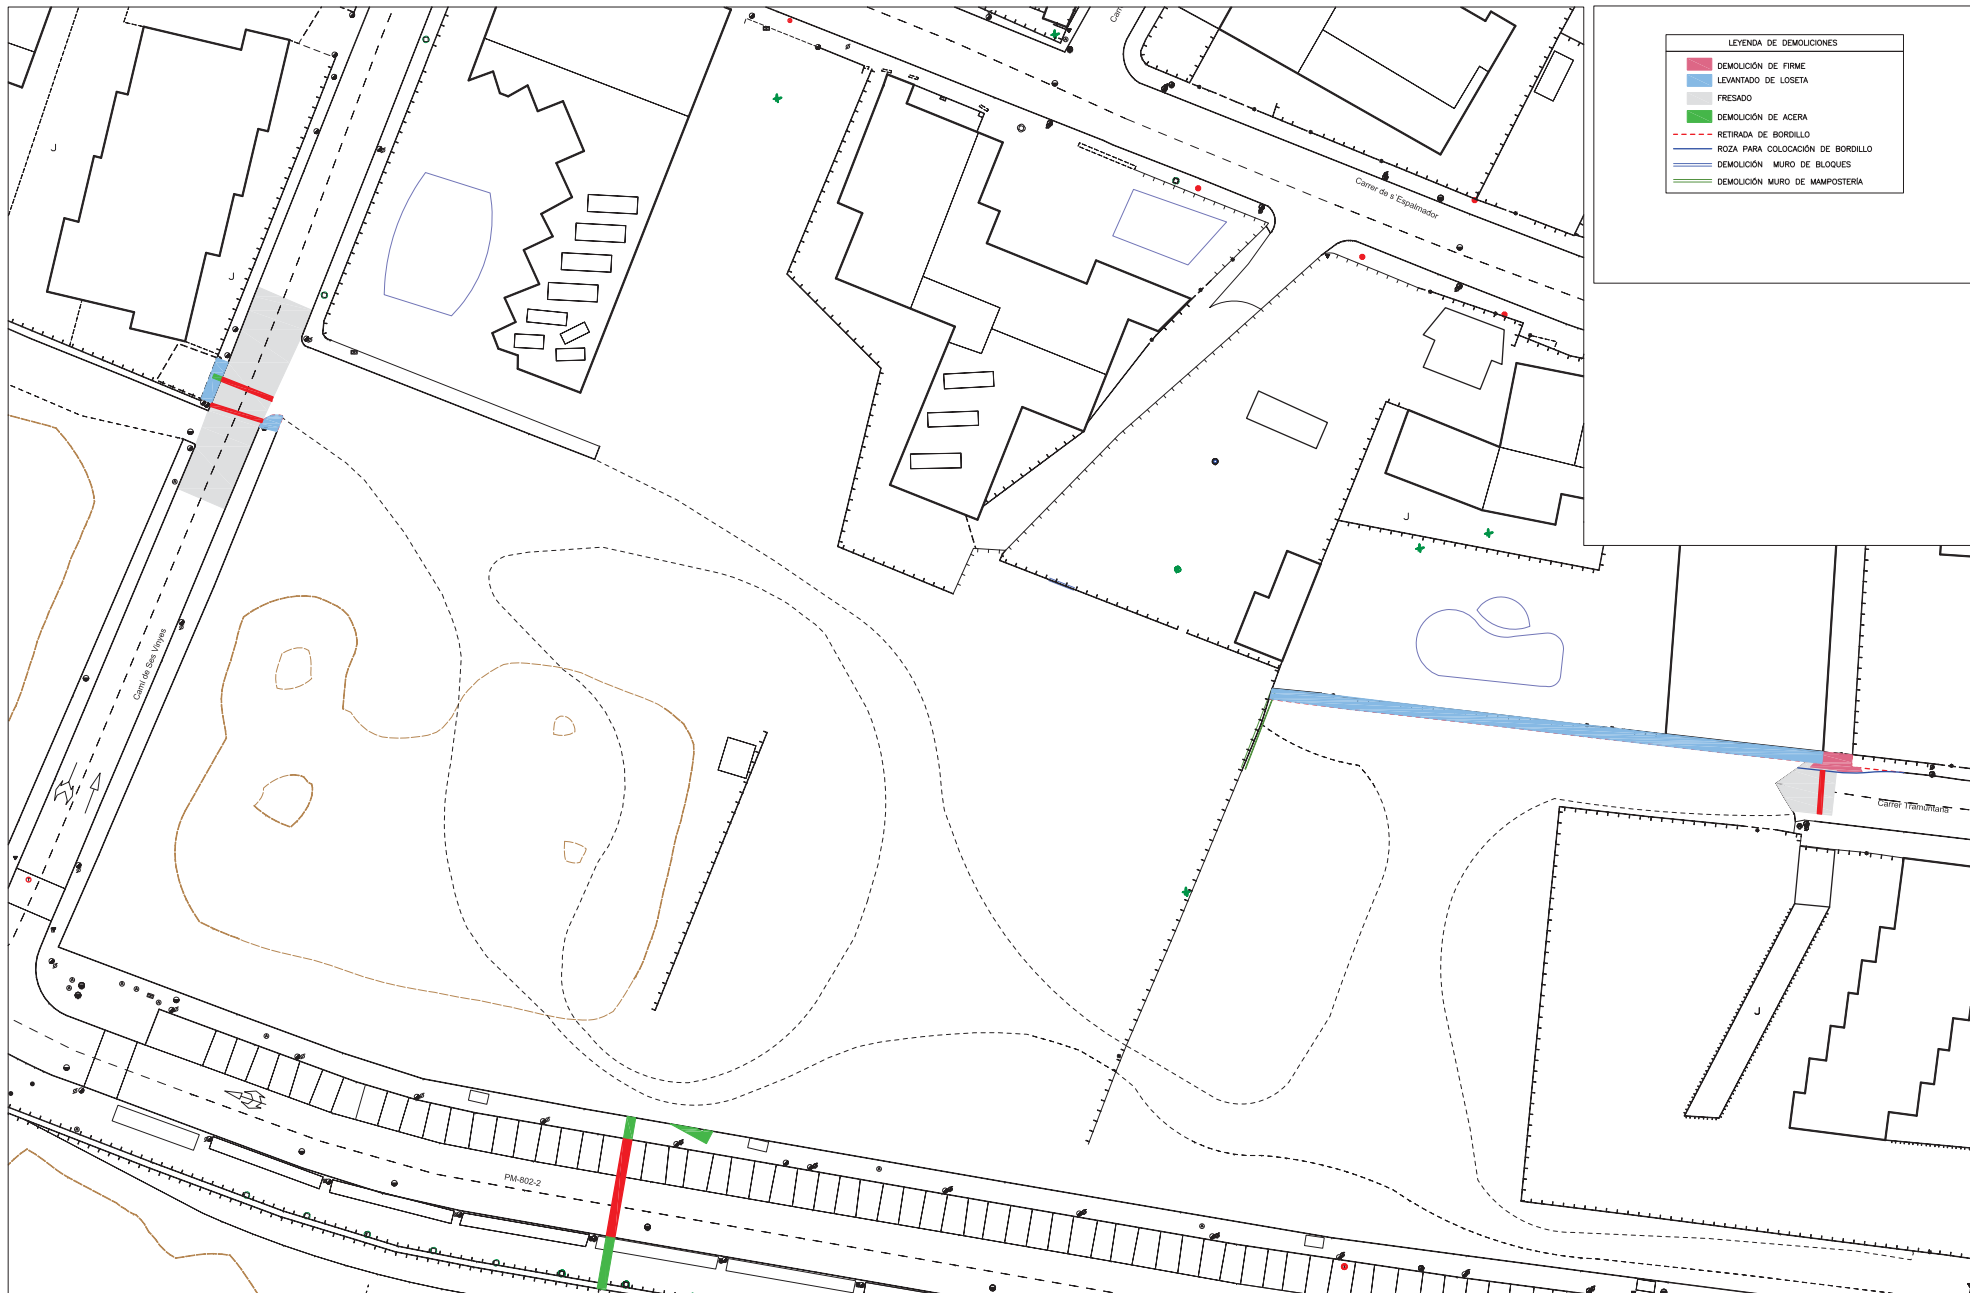 LEYENDA DE DEMOLICIONES
DEMOLICIÓN DE FIRME
LEVANTADO DE LOSETA
FRESADO
DEMOLICIÓN DE ACERA
RETIRADA DE BORDILLO
ROZA PARA COLOCACIÓN DE BORDILLO
DEMOLICIÓN MURO DE BLOQUES
DEMOLICIÓN MURO DE MAMPOSTERÍA
Carrer de s'Espalmador
J
J
J
Camí de Ses Vinyes
Carrer Tramuntana
J
PM-802-2